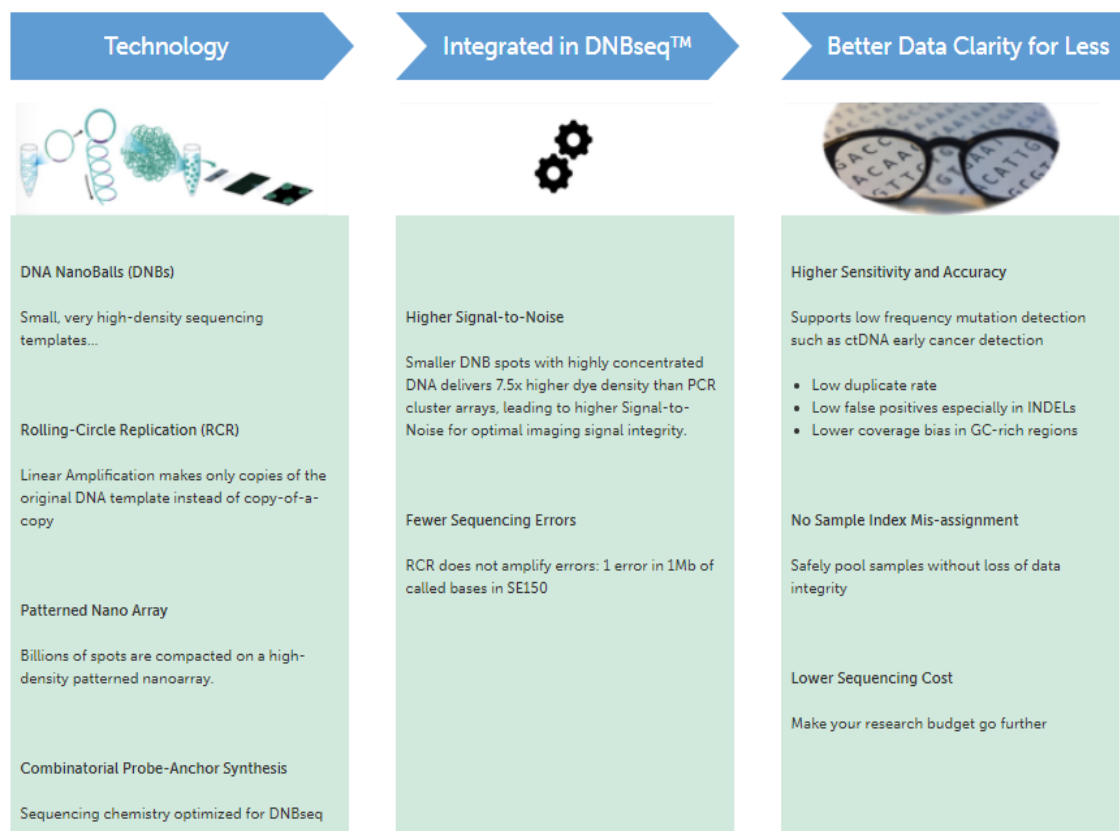 Technology
Integrated in DNBseq™
Better Data Clarity for Less
DNA NanoBalls (DNBs)
Small, very high-density sequencing
templates...
Rolling-Circle Replication (RCR)
Linear Amplification makes only copies of the
original DNA template instead of copy-of-a-
copy
Patterned Nano Array
Billions of spots are compacted on a high-
density patterned nanoarray.
Combinatorial Probe-Anchor Synthesis
Sequencing chemistry optimized for DNBseq
Higher Signal-to-Noise
Smaller DNB spots with highly concentrated
DNA delivers 7.5x higher dye density than PCR
cluster arrays, leading to higher Signal-to-
Noise for optimal imaging signal integrity.
Fewer Sequencing Errors
RCR does not amplify errors: 1 error in 1Mb of
called bases in SE150
Higher Sensitivity and Accuracy
Supports low frequency mutation detection
such as ctDNA early cancer detection
• Low duplicate rate
• Low false positives especially in INDELs
• Lower coverage bias in GC-rich regions
No Sample Index Mis-assignment
Safely pool samples without loss of data
integrity
Lower Sequencing Cost
Make your research budget go further